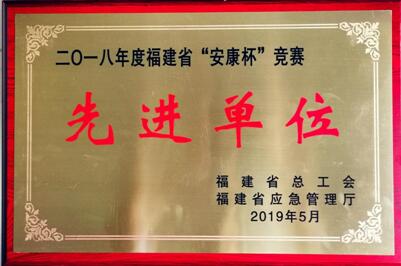 二〇一八年度福建省“安康杯”竞赛
先进单位
福建省总工会
福建省应急管理厅
2019年5月